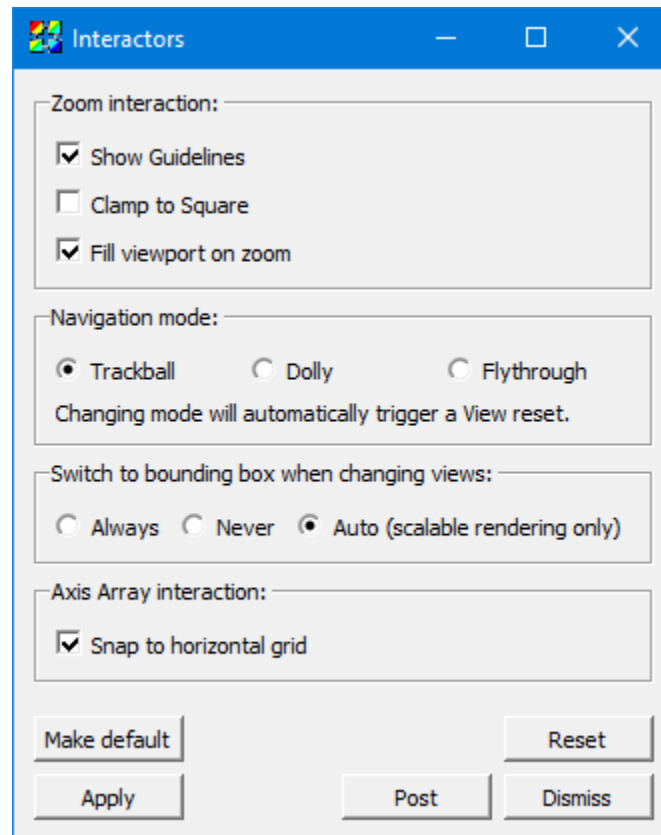 Interactors
Zoom interaction:
Show Guidelines
Clamp to Square
Fill viewport on zoom
Navigation mode:
Trackball Dolly Flythrough
Changing mode will automatically trigger a View reset.
Switch to bounding box when changing views:
Always Never Auto (scalable rendering only)
Axis Array interaction:
Snap to horizontal grid
Make default Reset
Apply Post Dismiss